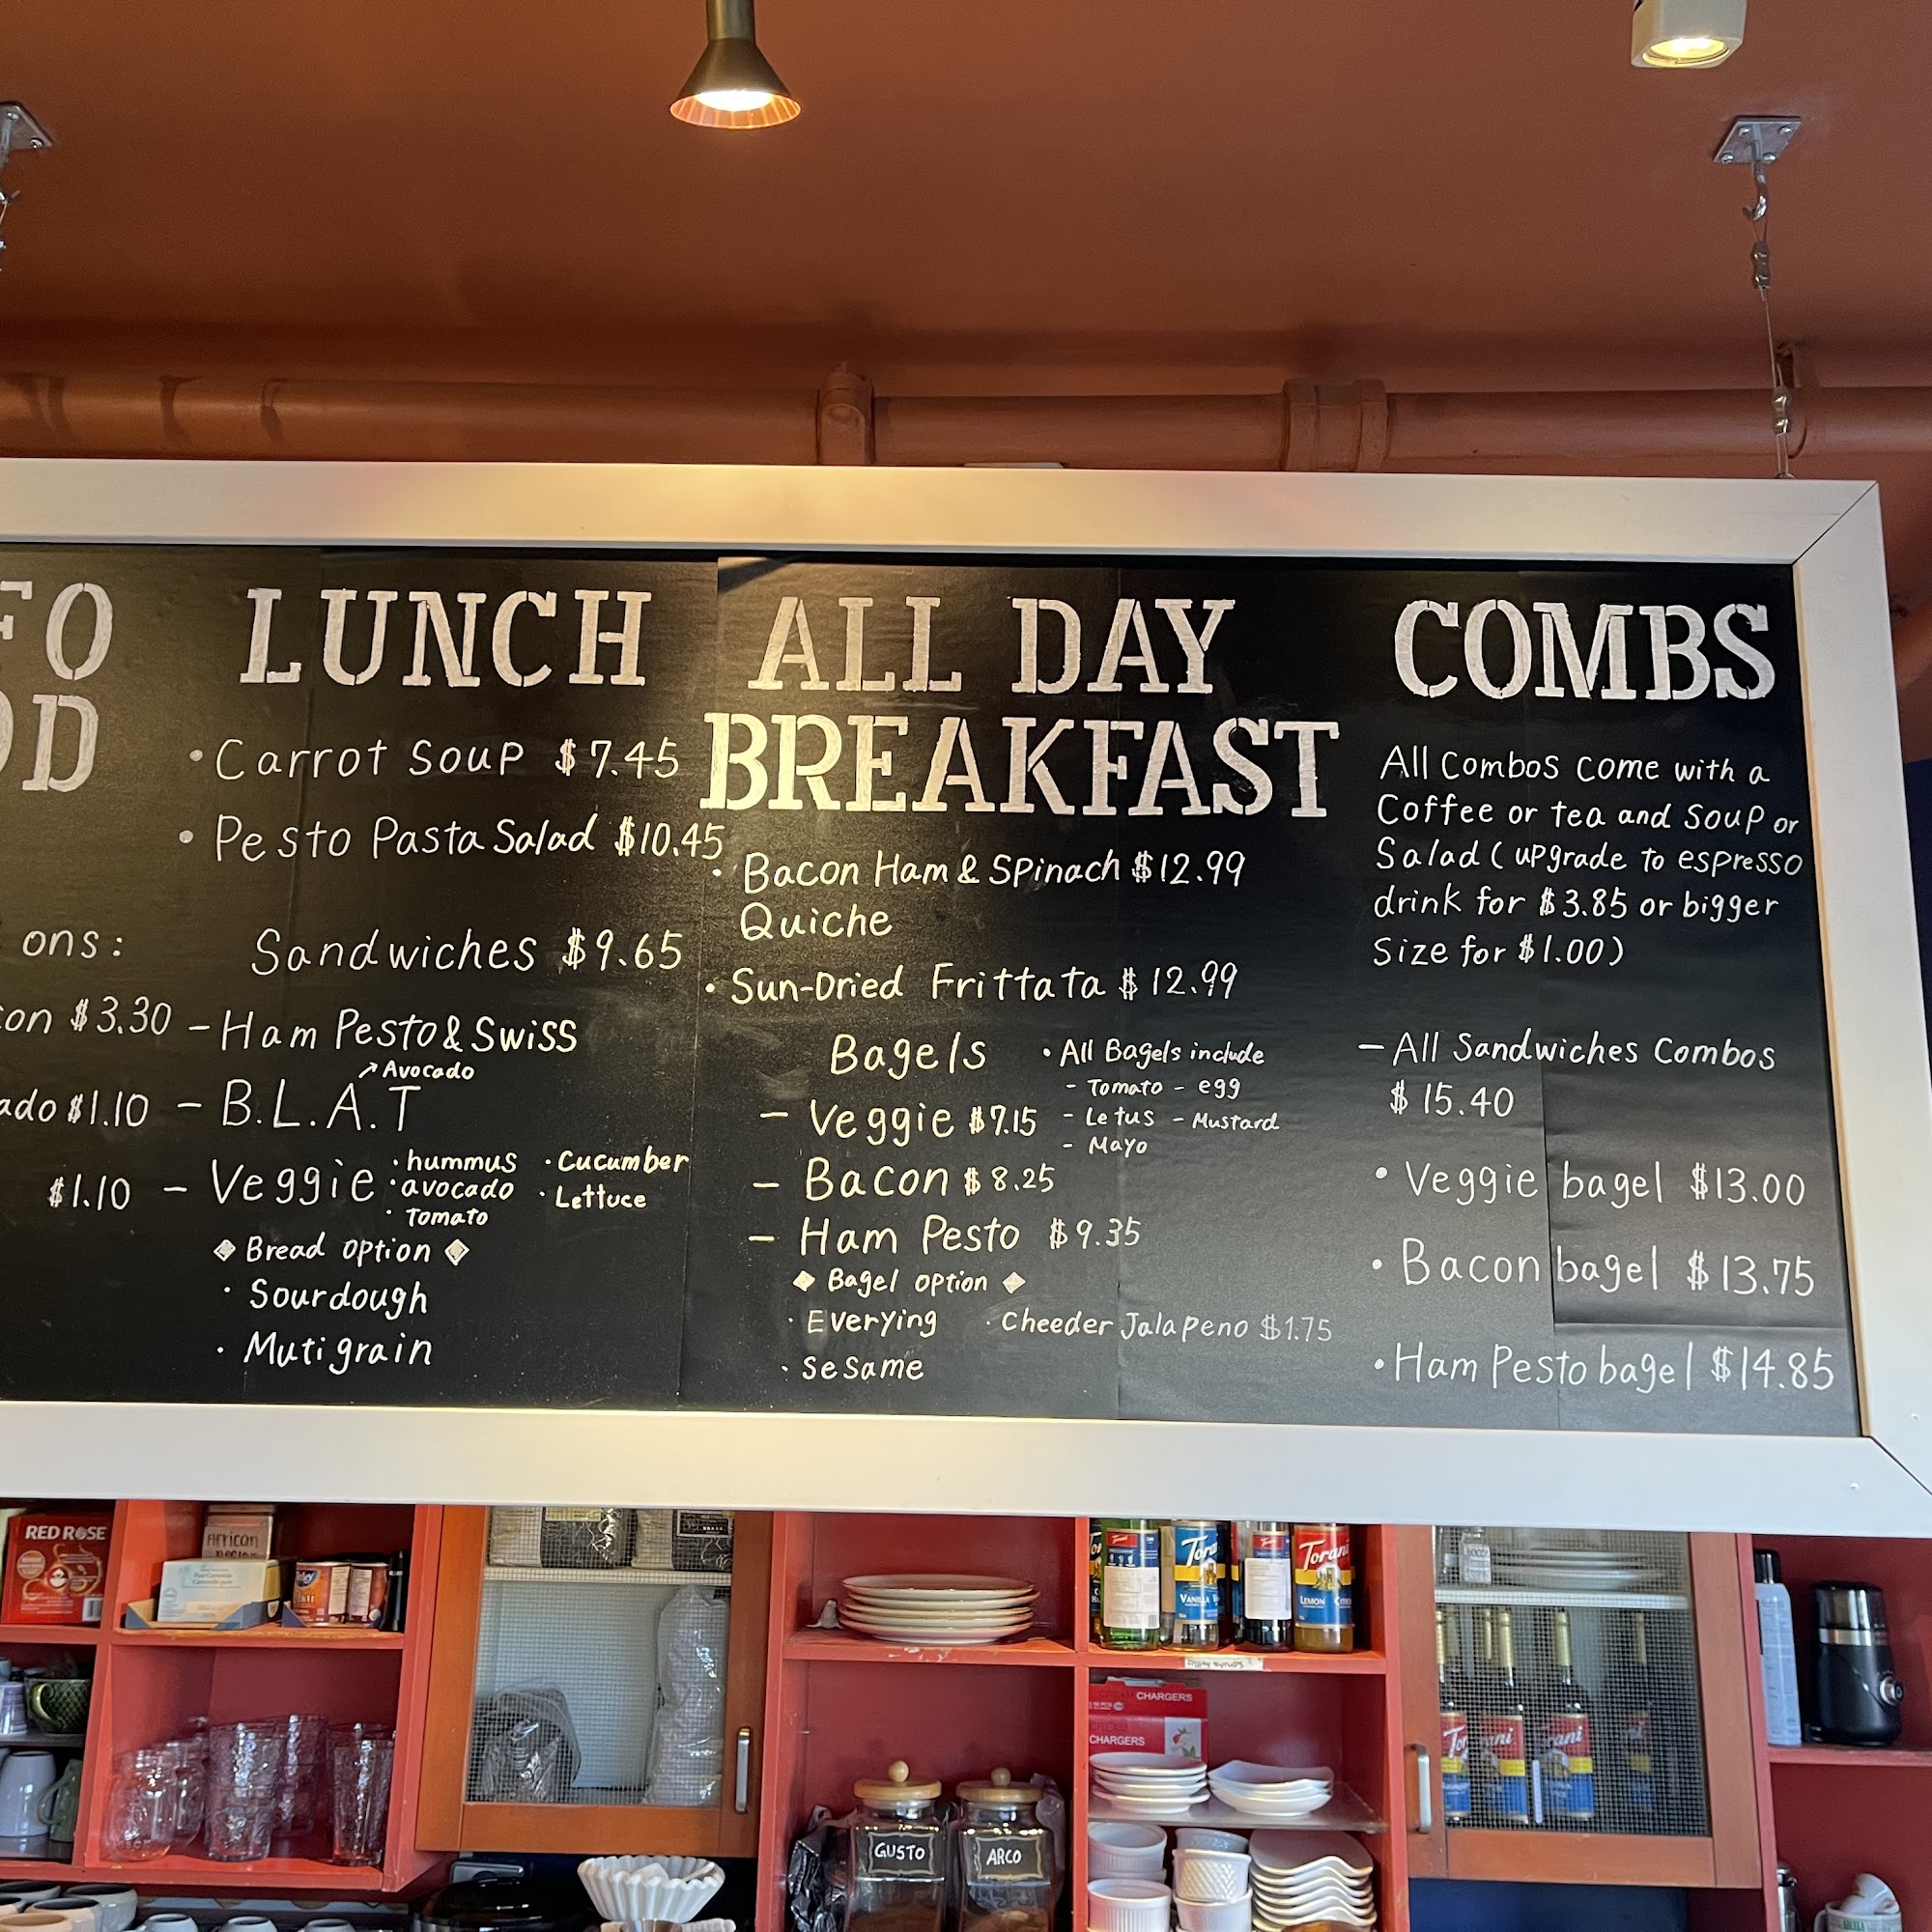 FO
OD
ons:
on $3.30
ado $1.10
$1.10
LUNCH
• Carrot Soup $7.45
• Pesto Pasta Salad $10.45
Sandwiches $9.65
– Ham Pesto & Swiss
↗ Avocado
– B.L.A.T
– Veggie · hummus · Cucumber
· avocado · Lettuce
· Tomato
◆ Bread option ◆
· Sourdough
· Mutigrain
ALL DAY
BREAKFAST
• Bacon Ham & Spinach $12.99
Quiche
• Sun-Dried Frittata $12.99
Bagels • All Bagels include
- Tomato - egg
– Veggie $7.15 - Letus - Mustard
- Mayo
– Bacon $8.25
– Ham Pesto $9.35
◆ Bagel option ◆
· Everying · Cheeder Jalapeno $1.75
· Sesame
COMBS
All Combos come with a
Coffee or tea and Soup or
Salad (upgrade to espresso
drink for $3.85 or bigger
Size for $1.00)
– All Sandwiches Combos
$15.40
• Veggie bagel $13.00
• Bacon bagel $13.75
• Ham Pesto bagel $14.85
RED ROSE
African
Torani
VANILLA
Torani
LEMON
CHARGERS
CREAM
CHARGERS
GUSTO
ARCO